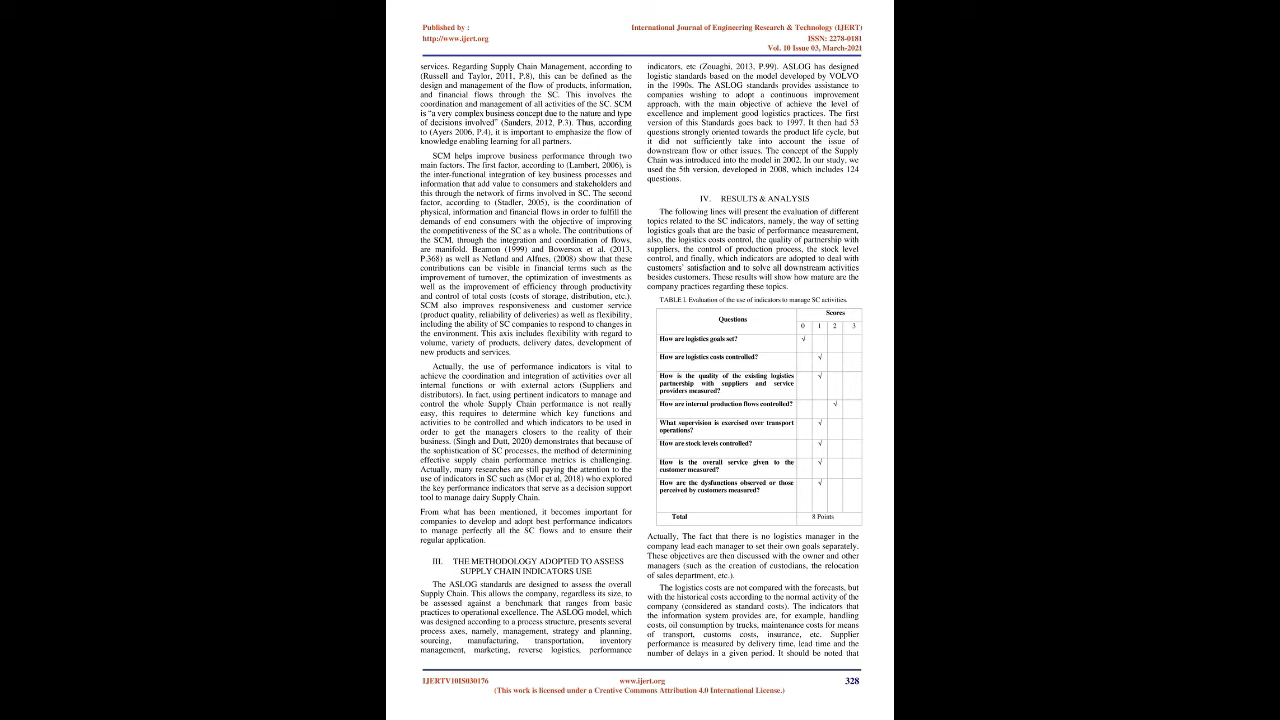 Published by :
http://www.ijert.org
International Journal of Engineering Research & Technology (IJERT)
ISSN: 2278-0181
Vol. 10 Issue 03, March-2021
services. Regarding Supply Chain Management, according to
(Russell and Taylor, 2011, P.8), this can be defined as the
design and management of the flow of products, information,
and financial flows through the SC. This involves the
coordination and management of all activities of the SC. SCM
is “a very complex business concept due to the nature and type
of decisions involved” (Sanders, 2012, P.3). Thus, according
to (Ayers 2006, P.4), it is important to emphasize the flow of
knowledge enabling learning for all partners.
SCM helps improve business performance through two
main factors. The first factor, according to (Lambert, 2006), is
the inter-functional integration of key business processes and
information that add value to consumers and stakeholders and
this through the network of firms involved in SC. The second
factor, according to (Stadler, 2005), is the coordination of
physical, information and financial flows in order to fulfill the
demands of end consumers with the objective of improving
the competitiveness of the SC as a whole. The contributions of
the SCM, through the integration and coordination of flows,
are manifold. Beamon (1999) and Bowersox et al. (2013,
P.368) as well as Netland and Alfnes, (2008) show that these
contributions can be visible in financial terms such as the
improvement of turnover, the optimization of investments as
well as the improvement of efficiency through productivity
and control of total costs (costs of storage, distribution, etc.).
SCM also improves responsiveness and customer service
(product quality, reliability of deliveries) as well as flexibility,
including the ability of SC companies to respond to changes in
the environment. This axis includes flexibility with regard to
volume, variety of products, delivery dates, development of
new products and services.
Actually, the use of performance indicators is vital to
achieve the coordination and integration of activities over all
internal functions or with external actors (Suppliers and
distributors). In fact, using pertinent indicators to manage and
control the whole Supply Chain performance is not really
easy, this requires to determine which key functions and
activities to be controlled and which indicators to be used in
order to get the managers closers to the reality of their
business. (Singh and Dutt, 2020) demonstrates that because of
the sophistication of SC processes, the method of determining
effective supply chain performance metrics is challenging.
Actually, many researches are still paying the attention to the
use of indicators in SC such as (Mor et al, 2018) who explored
the key performance indicators that serve as a decision support
tool to manage dairy Supply Chain.
From what has been mentioned, it becomes important for
companies to develop and adopt best performance indicators
to manage perfectly all the SC flows and to ensure their
regular application.
III. THE METHODOLOGY ADOPTED TO ASSESS
SUPPLY CHAIN INDICATORS USE
The ASLOG standards are designed to assess the overall
Supply Chain. This allows the company, regardless its size, to
be assessed against a benchmark that ranges from basic
practices to operational excellence. The ASLOG model, which
was designed according to a process structure, presents several
process axes, namely, management, strategy and planning,
sourcing, manufacturing, transportation, inventory
management, marketing, reverse logistics, performance
indicators, etc (Zouaghi, 2013, P.99). ASLOG has designed
logistic standards based on the model developed by VOLVO
in the 1990s. The ASLOG standards provides assistance to
companies wishing to adopt a continuous improvement
approach, with the main objective of achieve the level of
excellence and implement good logistics practices. The first
version of this Standards goes back to 1997. It then had 53
questions strongly oriented towards the product life cycle, but
it did not sufficiently take into account the issue of
downstream flow or other issues. The concept of the Supply
Chain was introduced into the model in 2002. In our study, we
used the 5th version, developed in 2008, which includes 124
questions.
IV. RESULTS & ANALYSIS
The following lines will present the evaluation of different
topics related to the SC indicators, namely, the way of setting
logistics goals that are the basic of performance measurement,
also, the logistics costs control, the quality of partnership with
suppliers, the control of production process, the stock level
control, and finally, which indicators are adopted to deal with
customers’ satisfaction and to solve all downstream activities
besides customers. These results will show how mature are the
company practices regarding these topics.
TABLE I. Evaluation of the use of indicators to manage SC activities.
Questions Scores
0 1 2 3
How are logistics goals set? √
How are logistics costs controlled? √
How is the quality of the existing logistics √
partnership with suppliers and service
providers measured?
How are internal production flows controlled? √
What supervision is exercised over transport √
operations?
How are stock levels controlled? √
How is the overall service given to the √
customer measured?
How are the dysfunctions observed or those √
perceived by customers measured?
Total 8 Points
Actually, The fact that there is no logistics manager in the
company lead each manager to set their own goals separately.
These objectives are then discussed with the owner and other
managers (such as the creation of custodians, the relocation
of sales department, etc.).
The logistics costs are not compared with the forecasts, but
with the historical costs according to the normal activity of the
company (considered as standard costs). The indicators that
the information system provides are, for example, handling
costs, oil consumption by trucks, maintenance costs for means
of transport, customs costs, insurance, etc. Supplier
performance is measured by delivery time, lead time and the
number of delays in a given period. It should be noted that
IJERTV10IS030176
www.ijert.org
328
(This work is licensed under a Creative Commons Attribution 4.0 International License.)